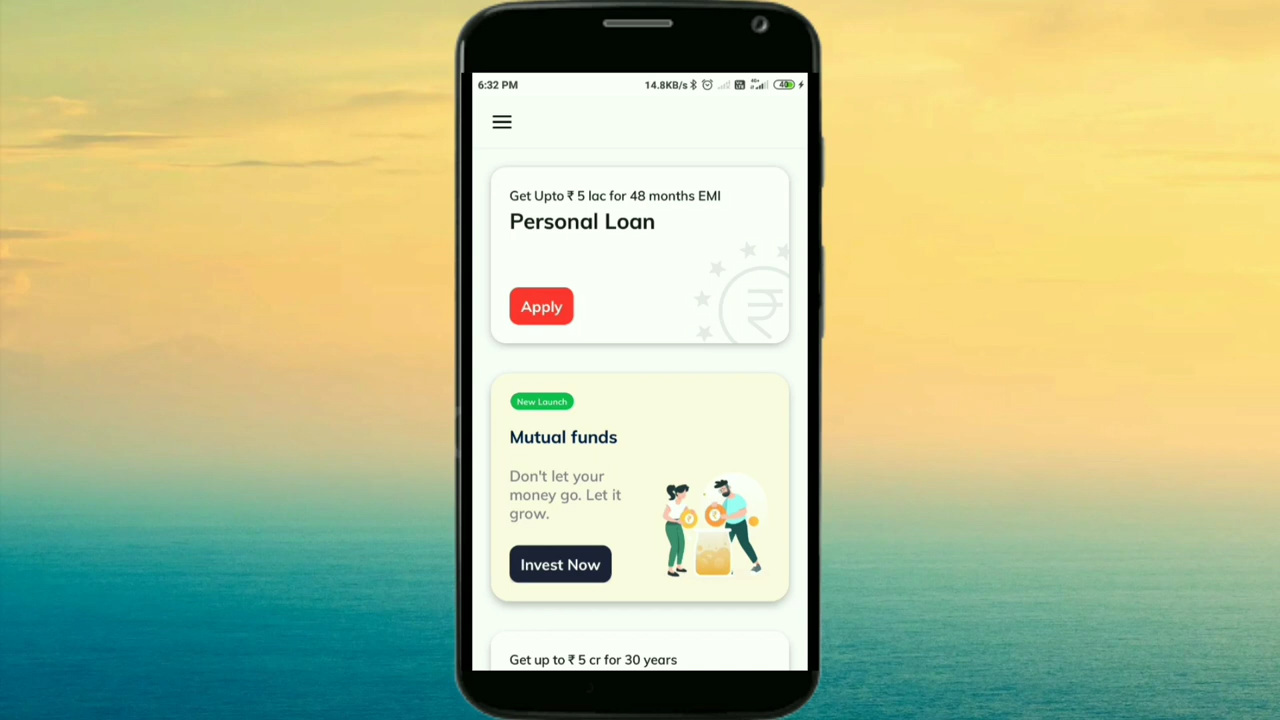 6:32 PM 14.8KB/s 4G+ 40
Get Upto ₹ 5 lac for 48 months EMI
Personal Loan
Apply
New Launch
Mutual funds
Don't let your
money go. Let it
grow.
Invest Now
Get up to ₹ 5 cr for 30 years